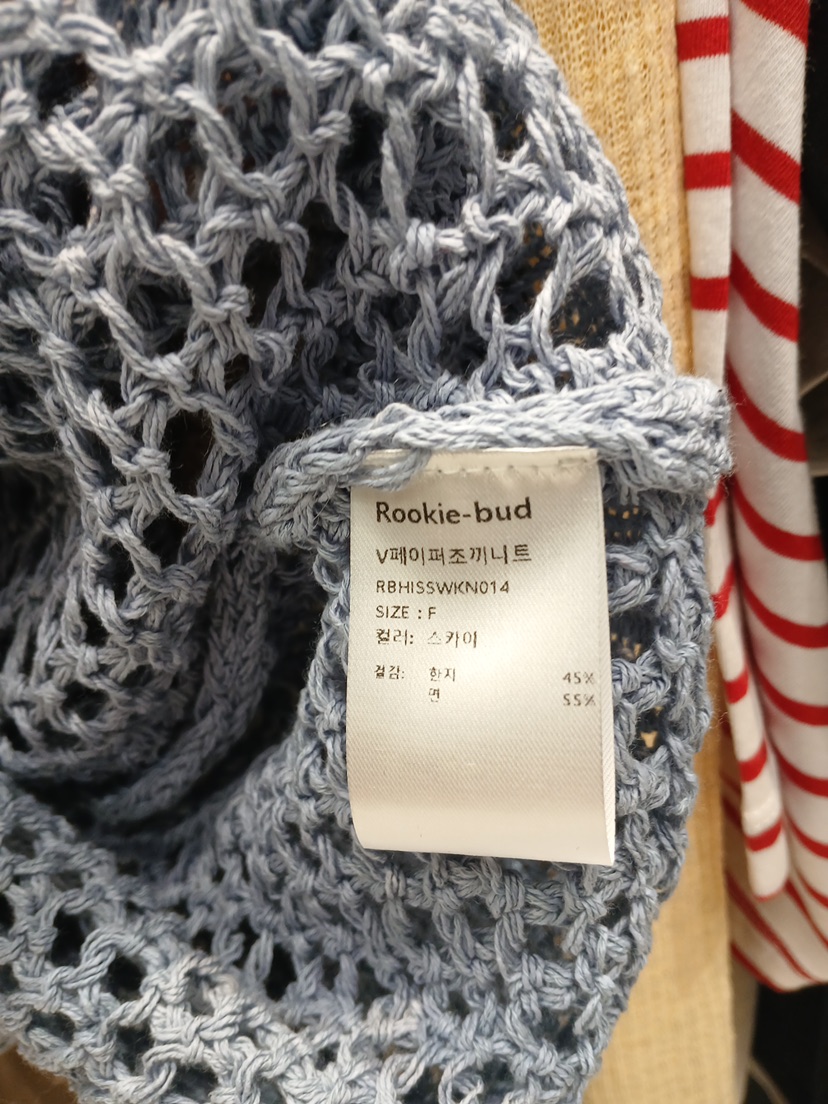 Rookie-bud
V페이퍼조끼니트
RBHISSWKN014
SIZE : F
컬러: 스카이
겉감: 한지 45%
면 55%